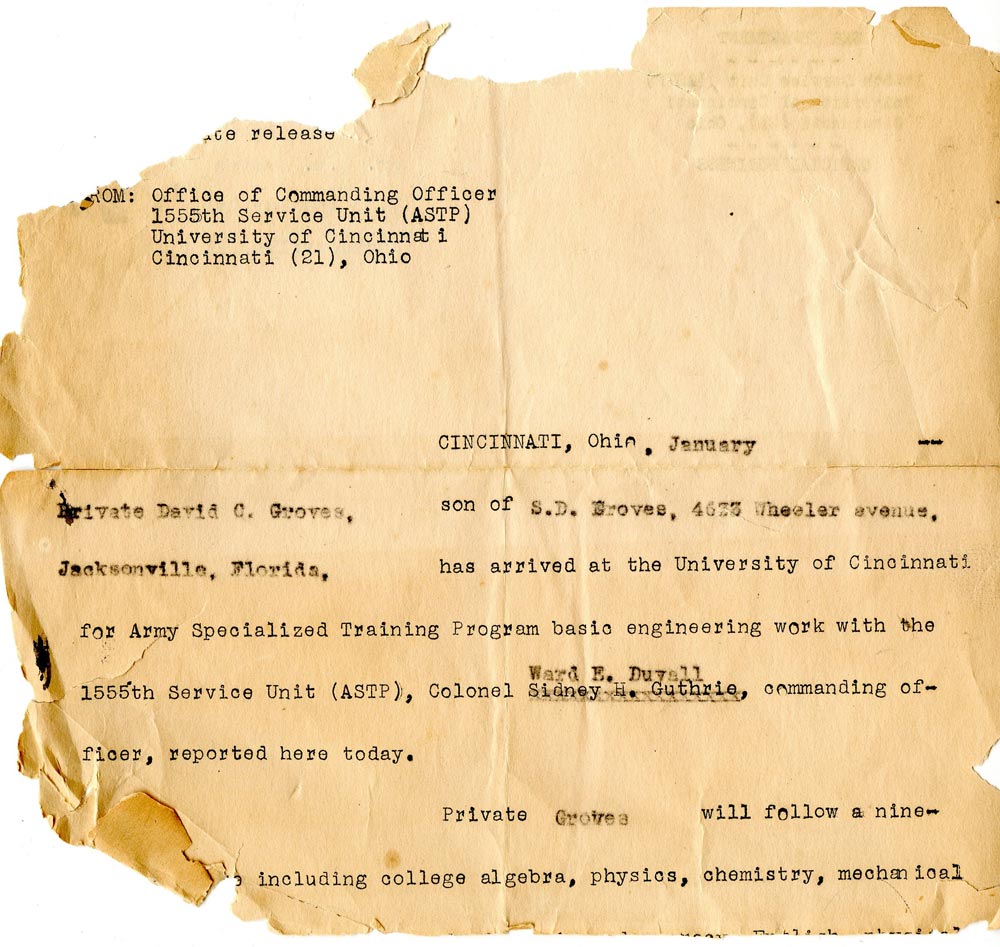 release
ROM: Office of Commanding Officer
1555th Service Unit (ASTP)
University of Cincinnati
Cincinnati (21), Ohio
CINCINNATI, Ohio, January --
Private David C. Groves, son of S.D. Groves, 4633 Wheeler avenue,
Jacksonville, Florida, has arrived at the University of Cincinnati
for Army Specialized Training Program basic engineering work with the
Ward E. Duvall
1555th Service Unit (ASTP), Colonel Sidney H. Guthrie, commanding of-
ficer, reported here today.
Private Groves will follow a nine-
including college algebra, physics, chemistry, mechanical